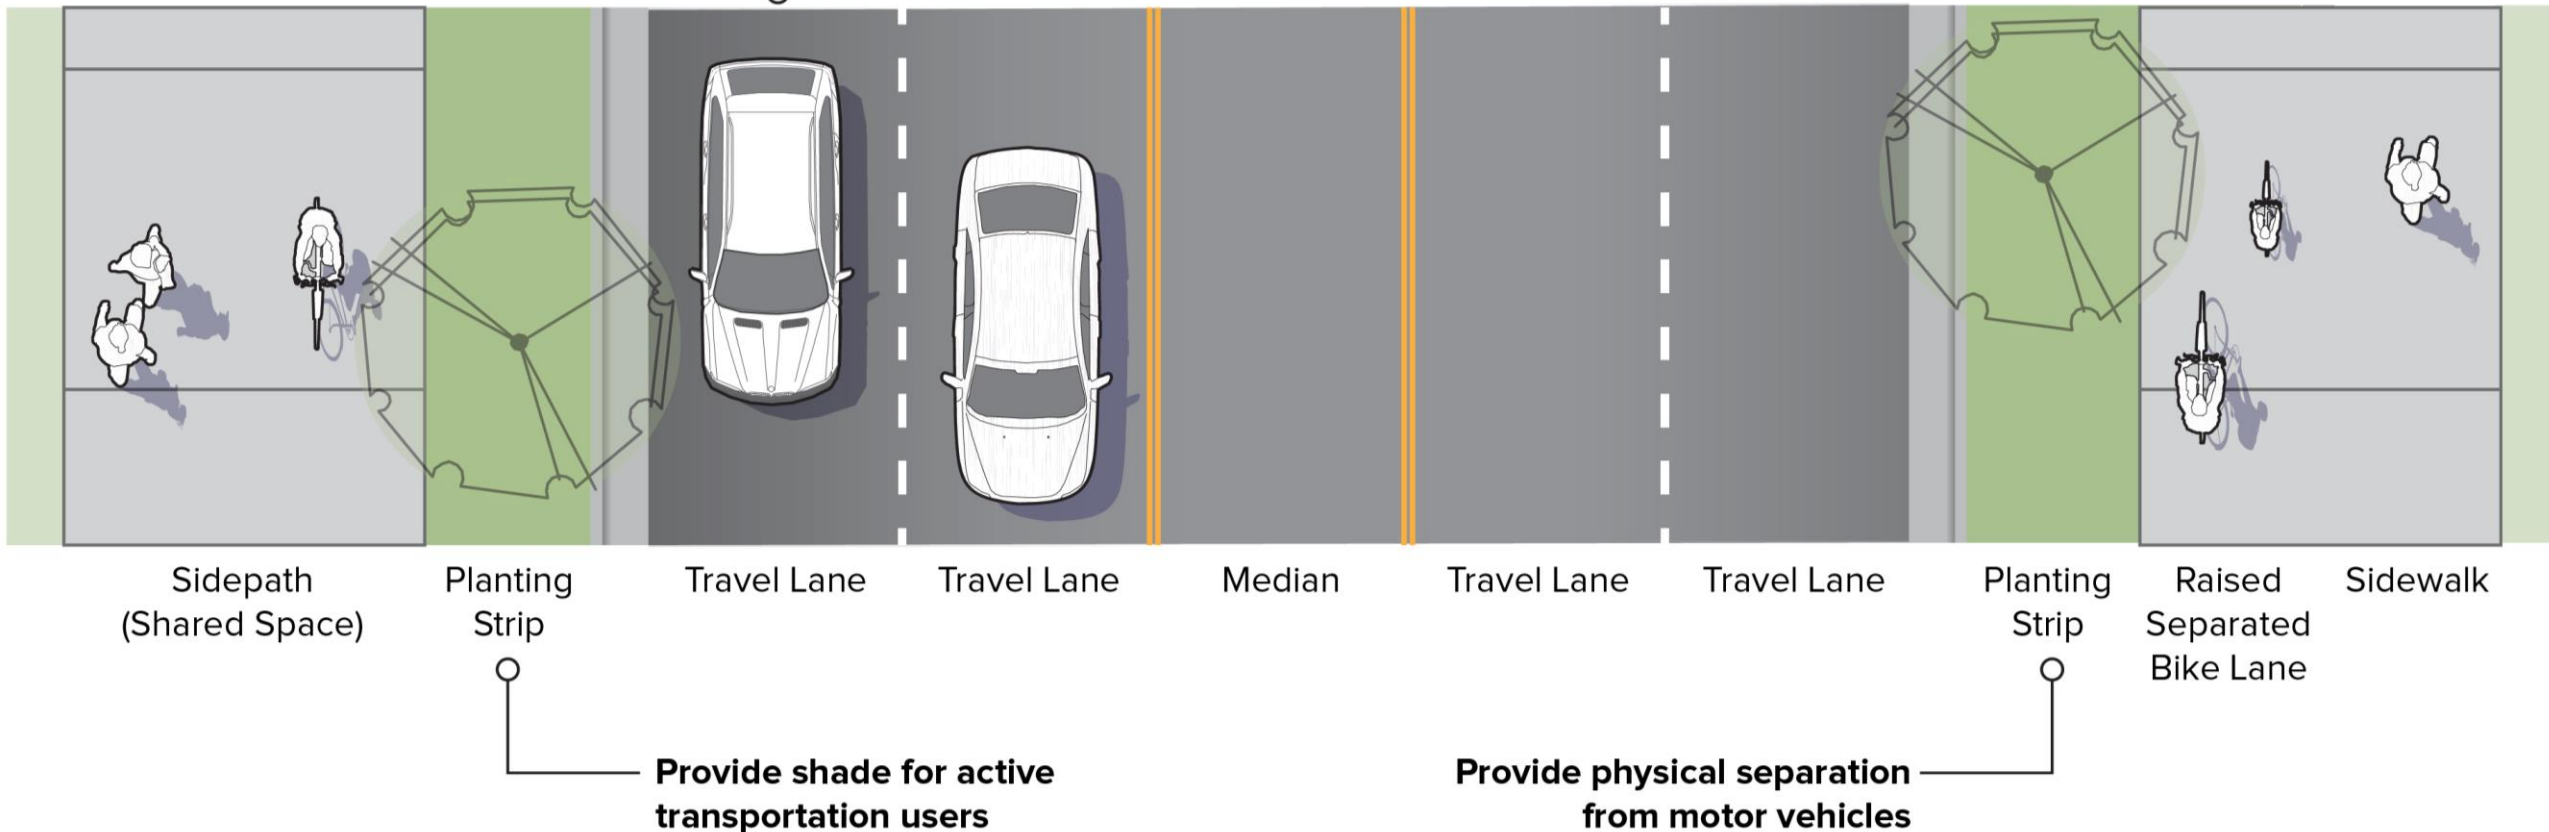 Sidepath
(Shared Space)
Planting
Strip
Travel Lane
Travel Lane
Median
Travel Lane
Travel Lane
Planting
Strip
Raised
Separated
Bike Lane
Sidewalk
Provide shade for active
transportation users
Provide physical separation
from motor vehicles